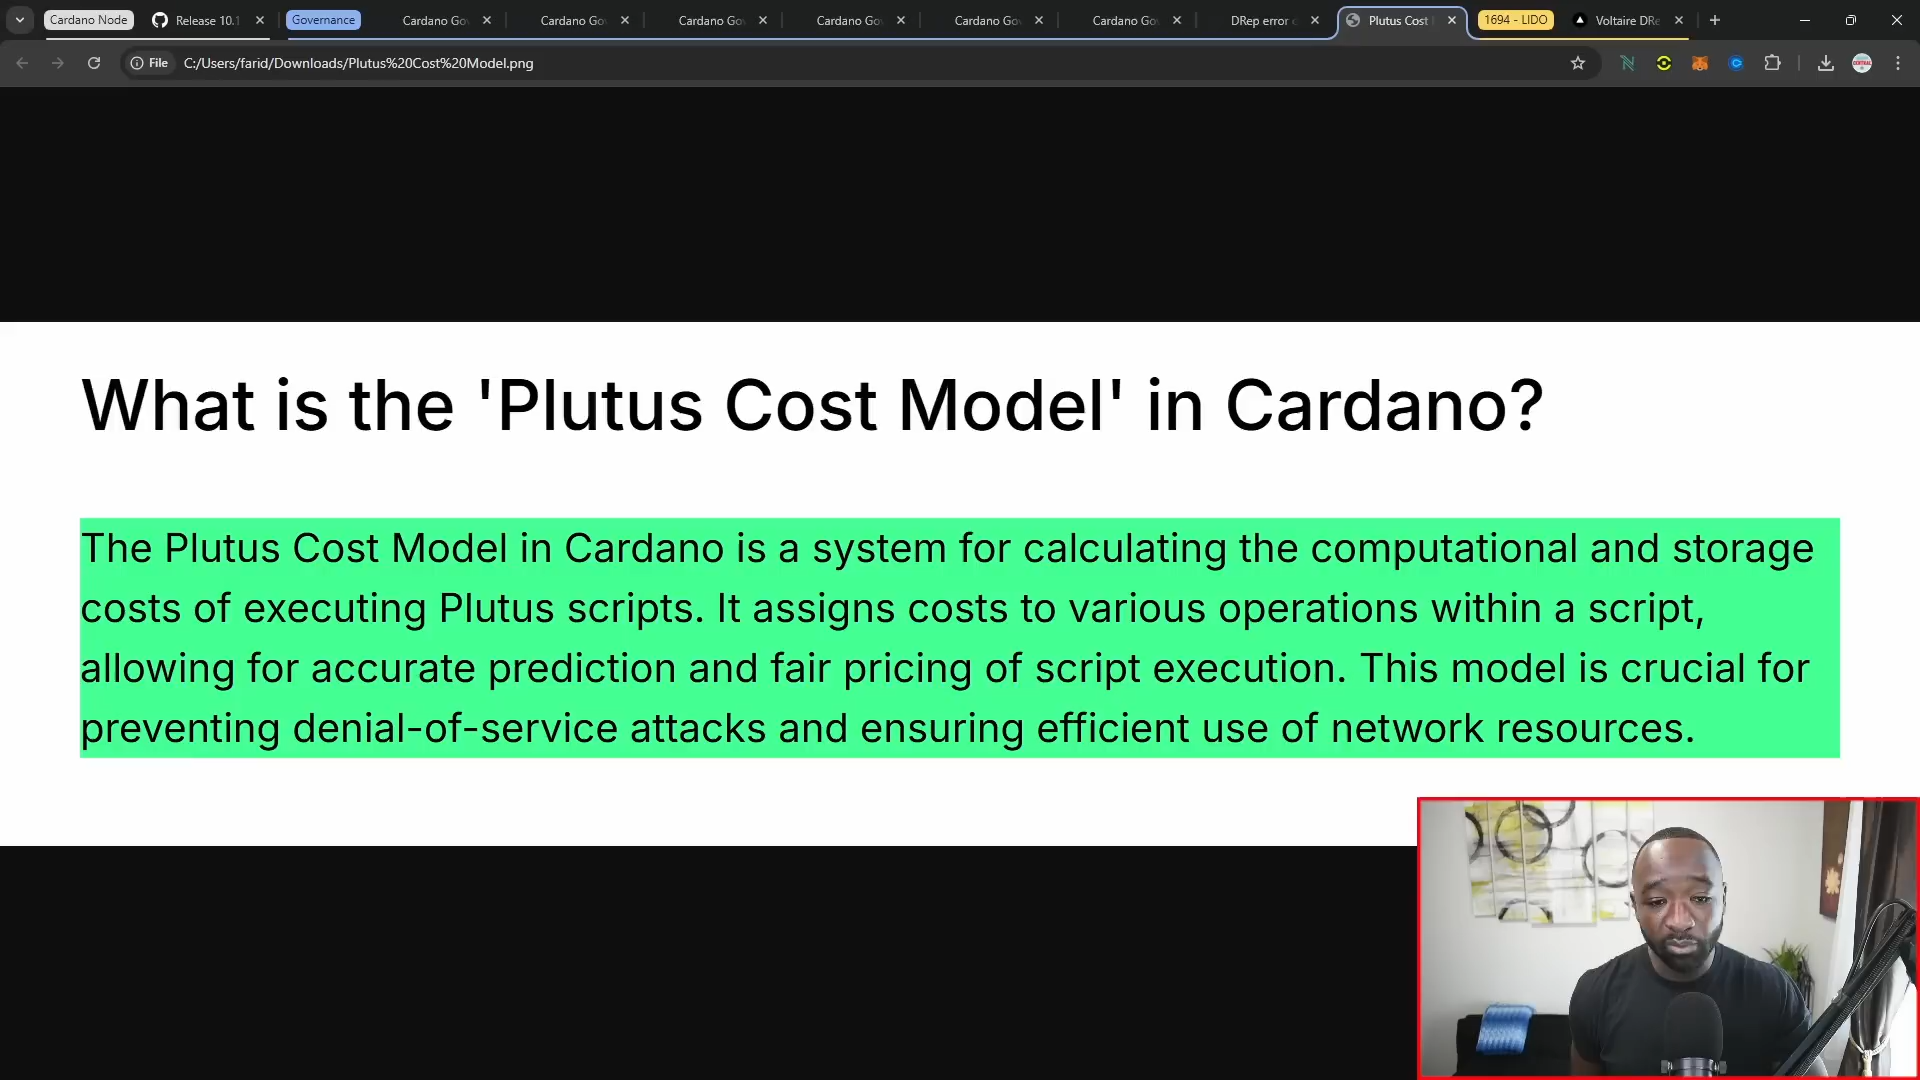 Cardano Node
Release 10.1
Governance
Cardano Go
Cardano Go
Cardano Go
Cardano Go
Cardano Go
Cardano Go
DRep error
Plutus Cost
1694 - LIDO
Voltaire DRe
File
C:/Users/farid/Downloads/Plutus%20Cost%20Model.png
What is the 'Plutus Cost Model' in Cardano?
The Plutus Cost Model in Cardano is a system for calculating the computational and storage
costs of executing Plutus scripts. It assigns costs to various operations within a script,
allowing for accurate prediction and fair pricing of script execution. This model is crucial for
preventing denial-of-service attacks and ensuring efficient use of network resources.